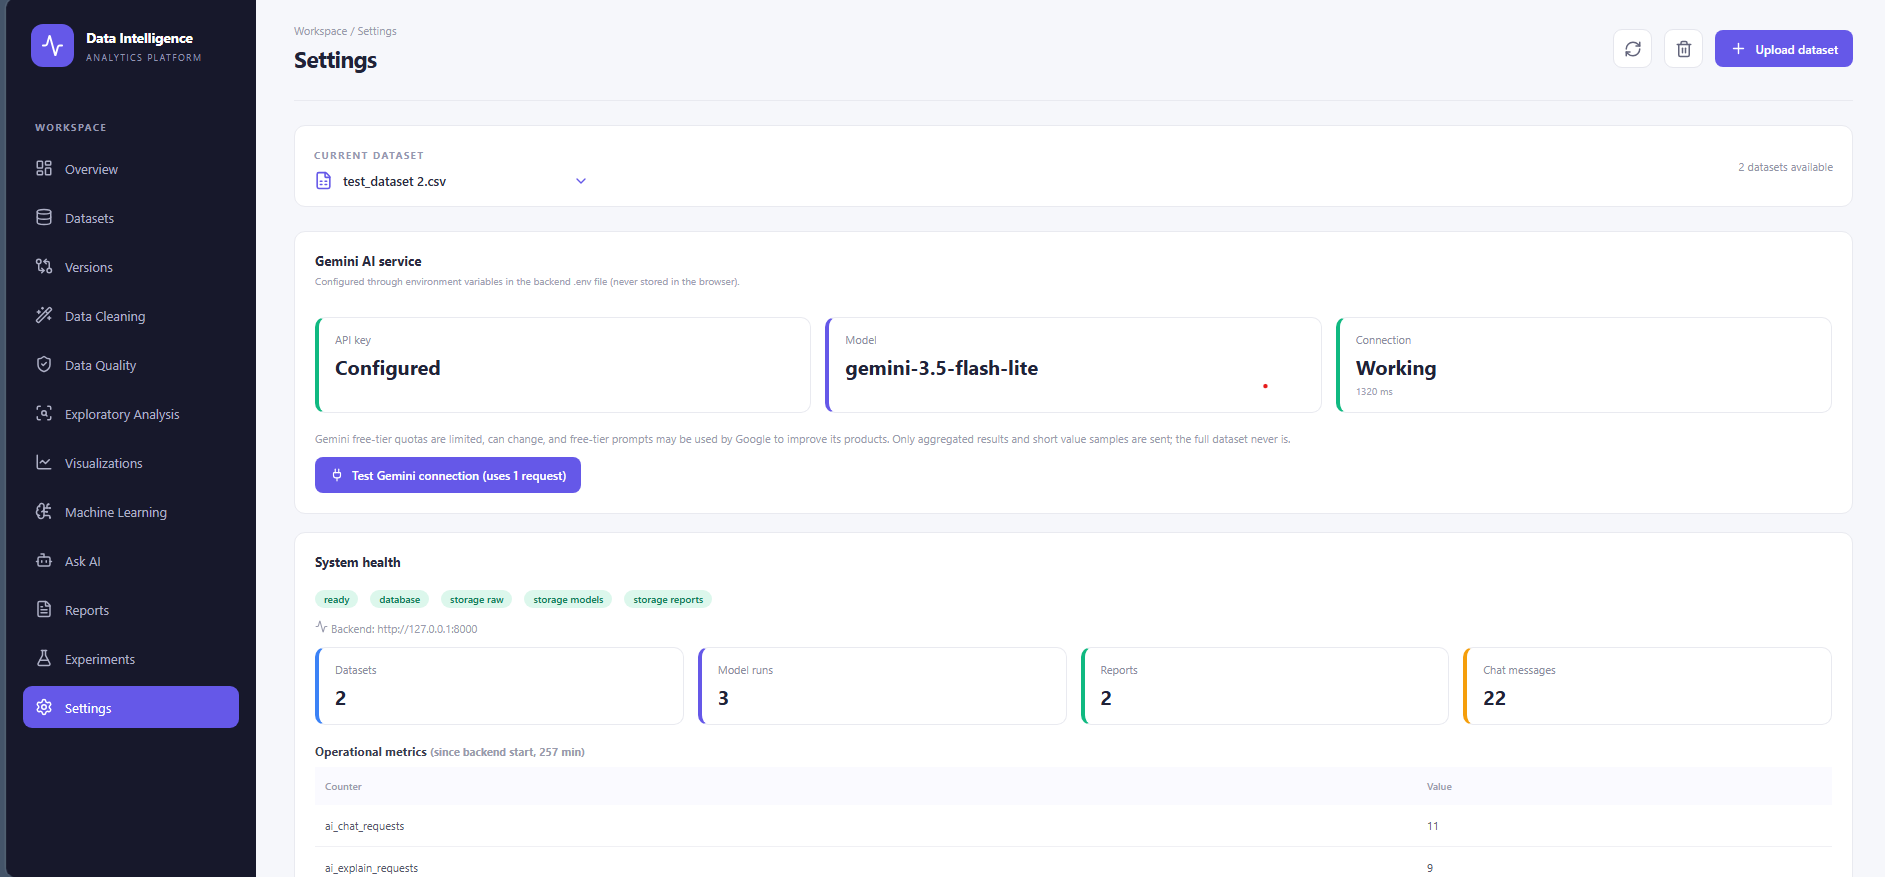 Data Intelligence
ANALYTICS PLATFORM
WORKSPACE
Overview
Datasets
Versions
Data Cleaning
Data Quality
Exploratory Analysis
Visualizations
Machine Learning
Ask AI
Reports
Experiments
Settings
Workspace / Settings
Settings
Upload dataset
CURRENT DATASET
test_dataset 2.csv
2 datasets available
Gemini AI service
Configured through environment variables in the backend .env file (never stored in the browser).
API key
Configured
Model
gemini-3.5-flash-lite
Connection
Working
1320 ms
Gemini free-tier quotas are limited, can change, and free-tier prompts may be used by Google to improve its products. Only aggregated results and short value samples are sent; the full dataset never is.
Test Gemini connection (uses 1 request)
System health
ready database storage raw storage models storage reports
Backend: http://127.0.0.1:8000
Datasets
2
Model runs
3
Reports
2
Chat messages
22
Operational metrics (since backend start, 257 min)
Counter Value
ai_chat_requests 11
ai_explain_requests 9